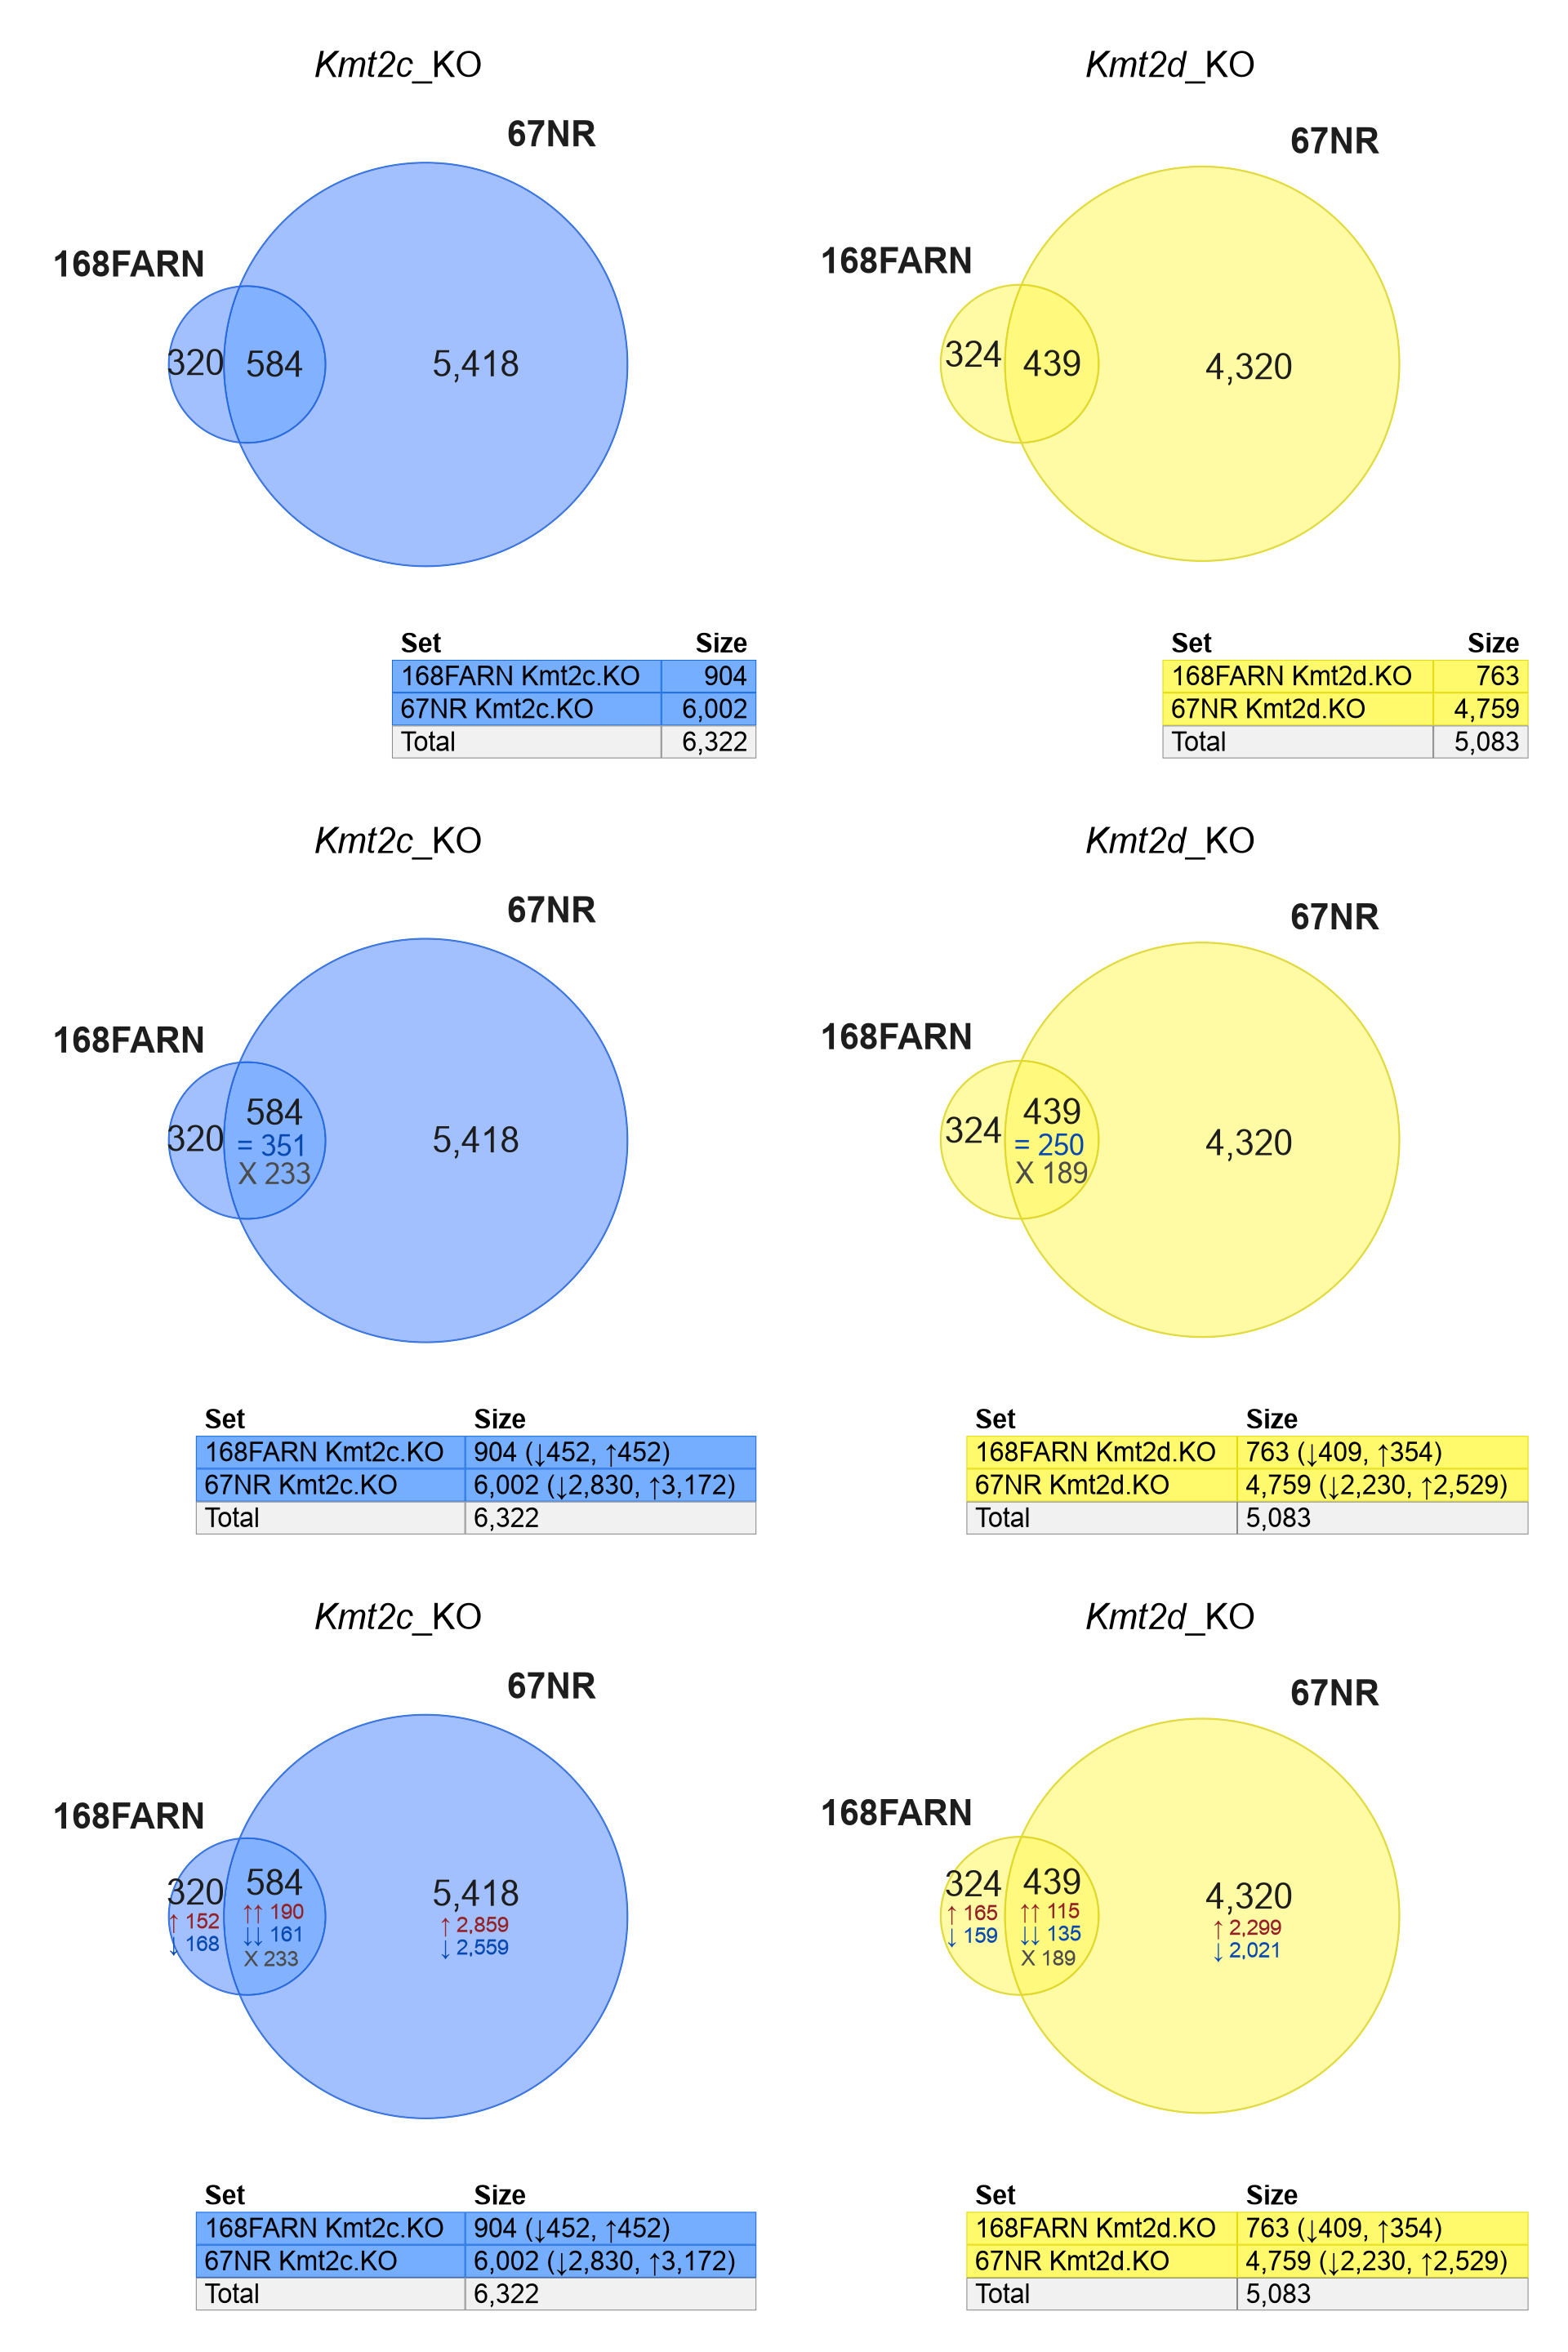 Kmt2c_KO
67NR
168FARN
320 584 5,418
Set Size
168FARN Kmt2c.KO 904
67NR Kmt2c.KO 6,002
Total 6,322
Kmt2d_KO
67NR
168FARN
324 439 4,320
Set Size
168FARN Kmt2d.KO 763
67NR Kmt2d.KO 4,759
Total 5,083
Kmt2c_KO
67NR
168FARN
320 584 5,418
= 351
X 233
Set Size
168FARN Kmt2c.KO 904 (↓452, ↑452)
67NR Kmt2c.KO 6,002 (↓2,830, ↑3,172)
Total 6,322
Kmt2d_KO
67NR
168FARN
324 439 4,320
= 250
X 189
Set Size
168FARN Kmt2d.KO 763 (↓409, ↑354)
67NR Kmt2d.KO 4,759 (↓2,230, ↑2,529)
Total 5,083
Kmt2c_KO
67NR
168FARN
320 584 5,418
↑ 152 ↑↑ 190 ↑ 2,859
↓ 168 ↓↓ 161 ↓ 2,559
X 233
Set Size
168FARN Kmt2c.KO 904 (↓452, ↑452)
67NR Kmt2c.KO 6,002 (↓2,830, ↑3,172)
Total 6,322
Kmt2d_KO
67NR
168FARN
324 439 4,320
↑ 165 ↑↑ 115 ↑ 2,299
↓ 159 ↓↓ 135 ↓ 2,021
X 189
Set Size
168FARN Kmt2d.KO 763 (↓409, ↑354)
67NR Kmt2d.KO 4,759 (↓2,230, ↑2,529)
Total 5,083